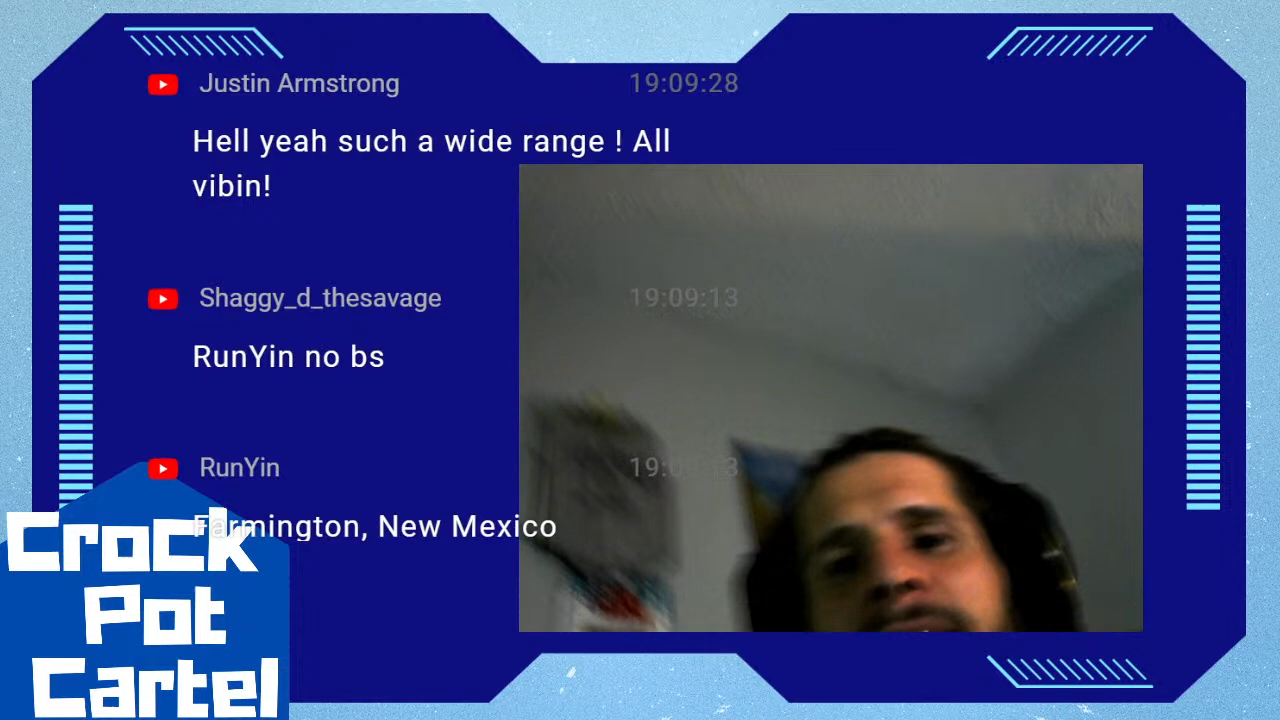 Justin Armstrong 19:09:28
Hell yeah such a wide range ! All
vibin!
Shaggy_d_thesavage 19:09:13
RunYin no bs
RunYin
Farmington, New Mexico
Crock
Pot
Cartel